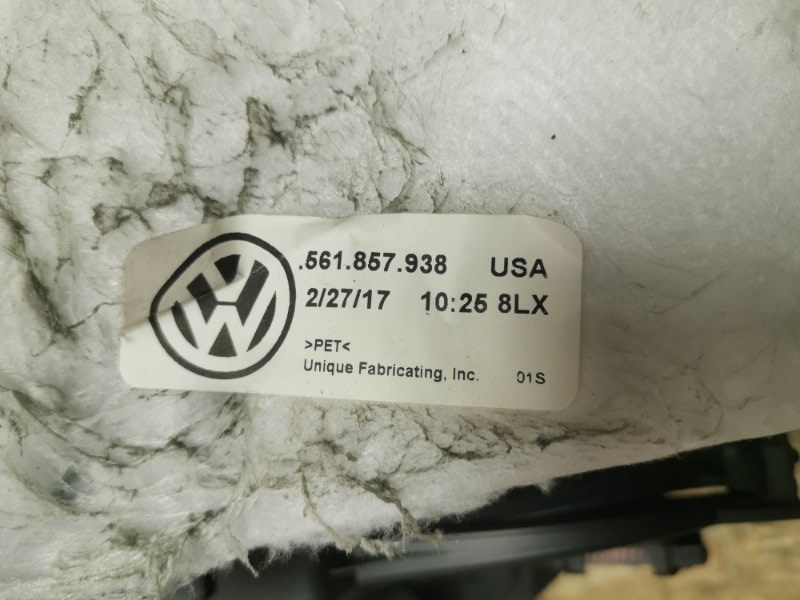 .561.857.938 USA
2/27/17 10:25 8LX
>PET<
Unique Fabricating, Inc. 01S